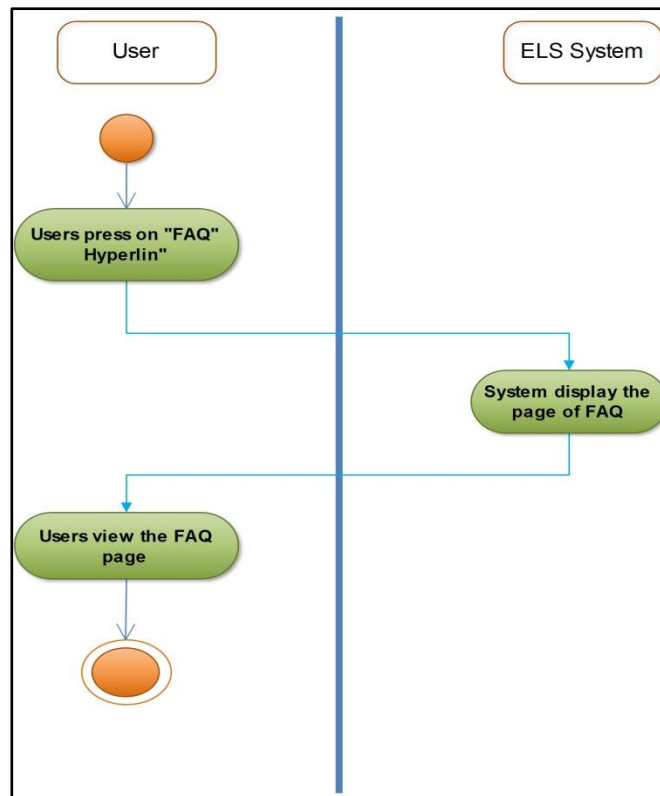 User
ELS System
Users press on "FAQ"
Hyperlin"
System display the
page of FAQ
Users view the FAQ
page